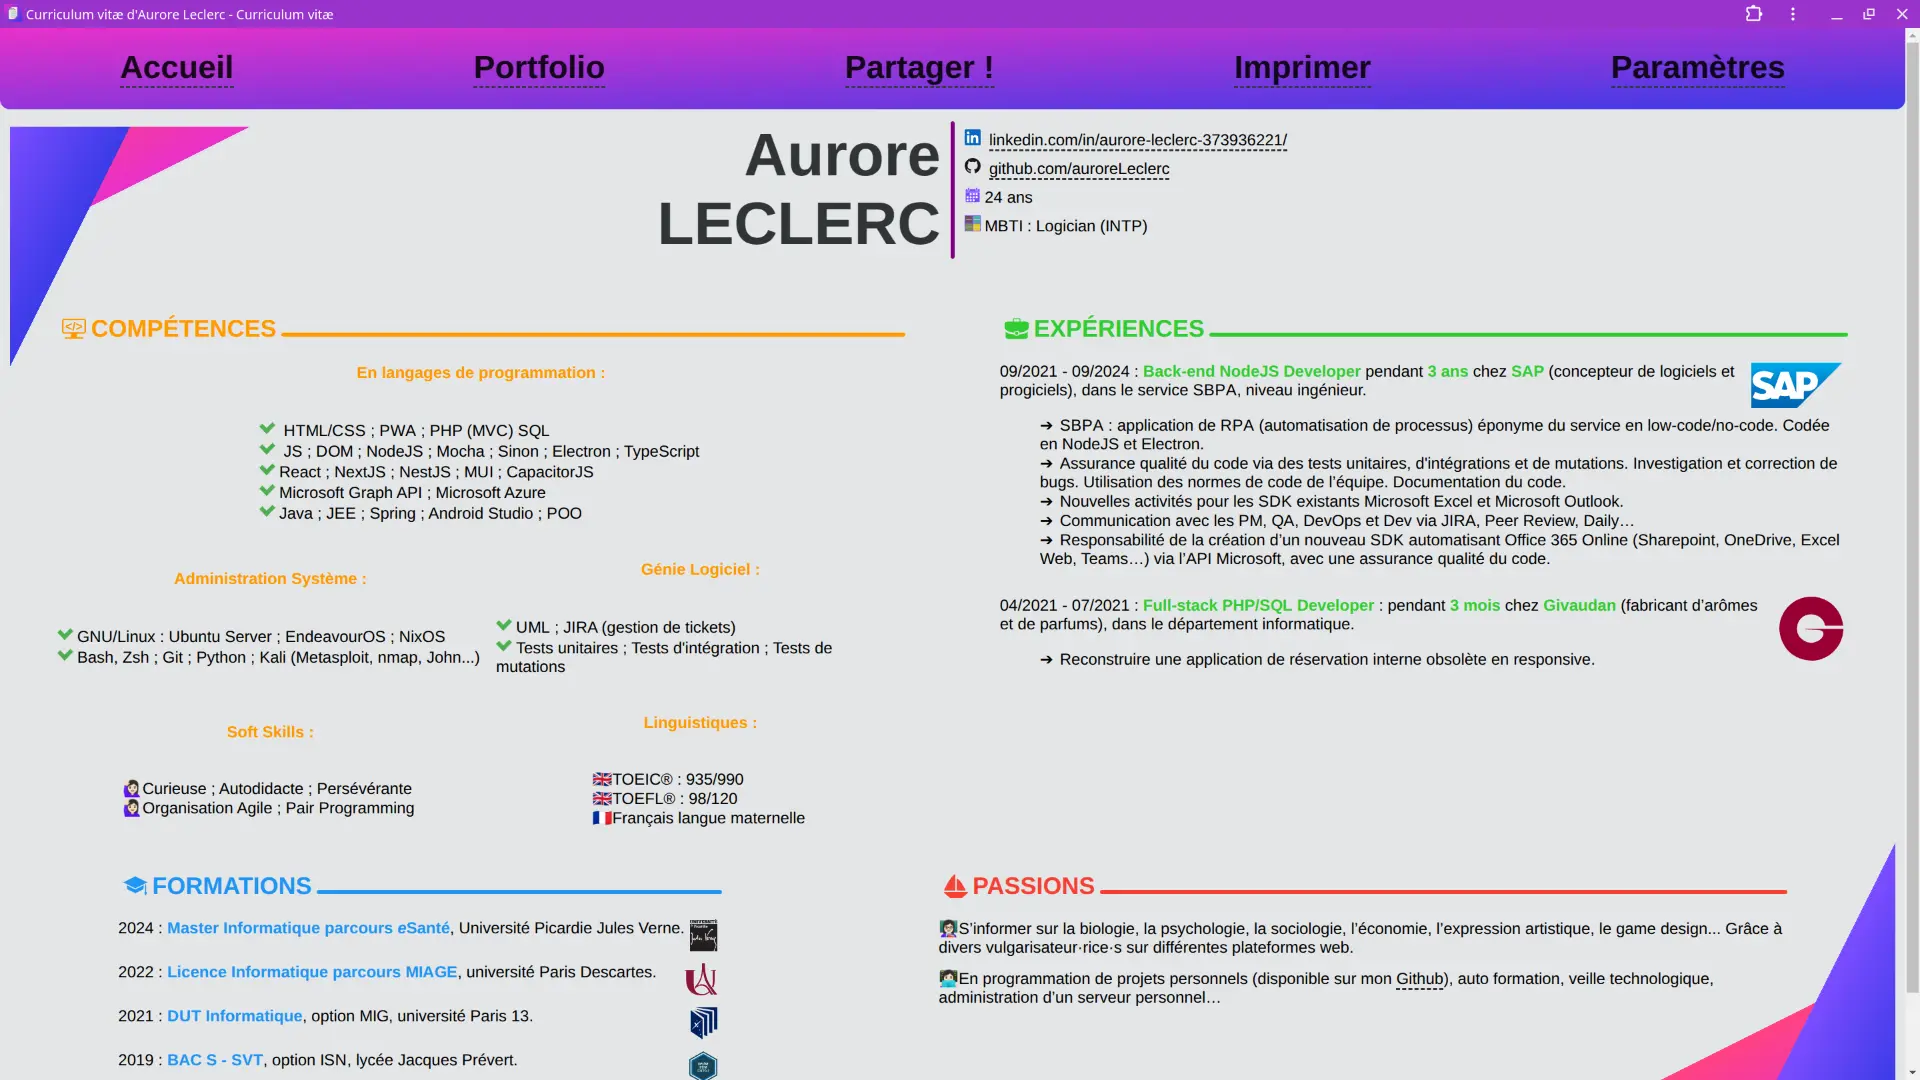 Curriculum vitæ d'Aurore Leclerc - Curriculum vitæ
Accueil
Portfolio
Partager !
Imprimer
Paramètres
Aurore
LECLERC
linkedin.com/in/aurore-leclerc-373936221/
github.com/auroreLeclerc
24 ans
MBTI : Logician (INTP)
COMPÉTENCES
En langages de programmation :
HTML/CSS ; PWA ; PHP (MVC) SQL
JS ; DOM ; NodeJS ; Mocha ; Sinon ; Electron ; TypeScript
React ; NextJS ; NestJS ; MUI ; CapacitorJS
Microsoft Graph API ; Microsoft Azure
Java ; JEE ; Spring ; Android Studio ; POO
Administration Système :
GNU/Linux : Ubuntu Server ; EndeavourOS ; NixOS
Bash, Zsh ; Git ; Python ; Kali (Metasploit, nmap, John...)
Génie Logiciel :
UML ; JIRA (gestion de tickets)
Tests unitaires ; Tests d'intégration ; Tests de
mutations
Soft Skills :
Curieuse ; Autodidacte ; Persévérante
Organisation Agile ; Pair Programming
Linguistiques :
TOEIC® : 935/990
TOEFL® : 98/120
Français langue maternelle
EXPÉRIENCES
09/2021 - 09/2024 : Back-end NodeJS Developer pendant 3 ans chez SAP (concepteur de logiciels et
progiciels), dans le service SBPA, niveau ingénieur.
SAP
➔ SBPA : application de RPA (automatisation de processus) éponyme du service en low-code/no-code. Codée
en NodeJS et Electron.
➔ Assurance qualité du code via des tests unitaires, d'intégrations et de mutations. Investigation et correction de
bugs. Utilisation des normes de code de l’équipe. Documentation du code.
➔ Nouvelles activités pour les SDK existants Microsoft Excel et Microsoft Outlook.
➔ Communication avec les PM, QA, DevOps et Dev via JIRA, Peer Review, Daily…
➔ Responsabilité de la création d’un nouveau SDK automatisant Office 365 Online (Sharepoint, OneDrive, Excel
Web, Teams…) via l’API Microsoft, avec une assurance qualité du code.
04/2021 - 07/2021 : Full-stack PHP/SQL Developer : pendant 3 mois chez Givaudan (fabricant d’arômes
et de parfums), dans le département informatique.
➔ Reconstruire une application de réservation interne obsolète en responsive.
FORMATIONS
2024 : Master Informatique parcours eSanté, Université Picardie Jules Verne.
2022 : Licence Informatique parcours MIAGE, université Paris Descartes.
2021 : DUT Informatique, option MIG, université Paris 13.
2019 : BAC S - SVT, option ISN, lycée Jacques Prévert.
PASSIONS
S’informer sur la biologie, la psychologie, la sociologie, l’économie, l’expression artistique, le game design... Grâce à
divers vulgarisateur·rice·s sur différentes plateformes web.
En programmation de projets personnels (disponible sur mon Github), auto formation, veille technologique,
administration d’un serveur personnel…